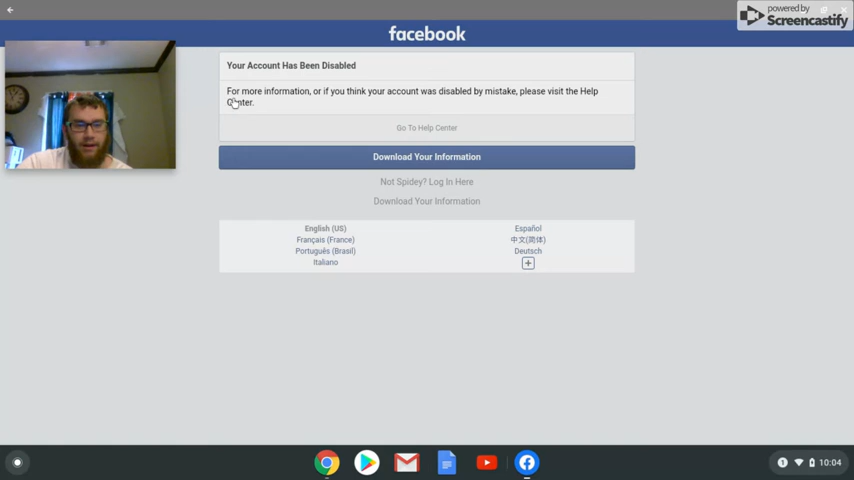 powered by
Screencastify
facebook
Your Account Has Been Disabled
For more information, or if you think your account was disabled by mistake, please visit the Help
Center.
Go To Help Center
Download Your Information
Not Spidey? Log In Here
Download Your Information
English (US)
Español
Français (France)
中文(简体)
Português (Brasil)
Deutsch
Italiano
1
10:04